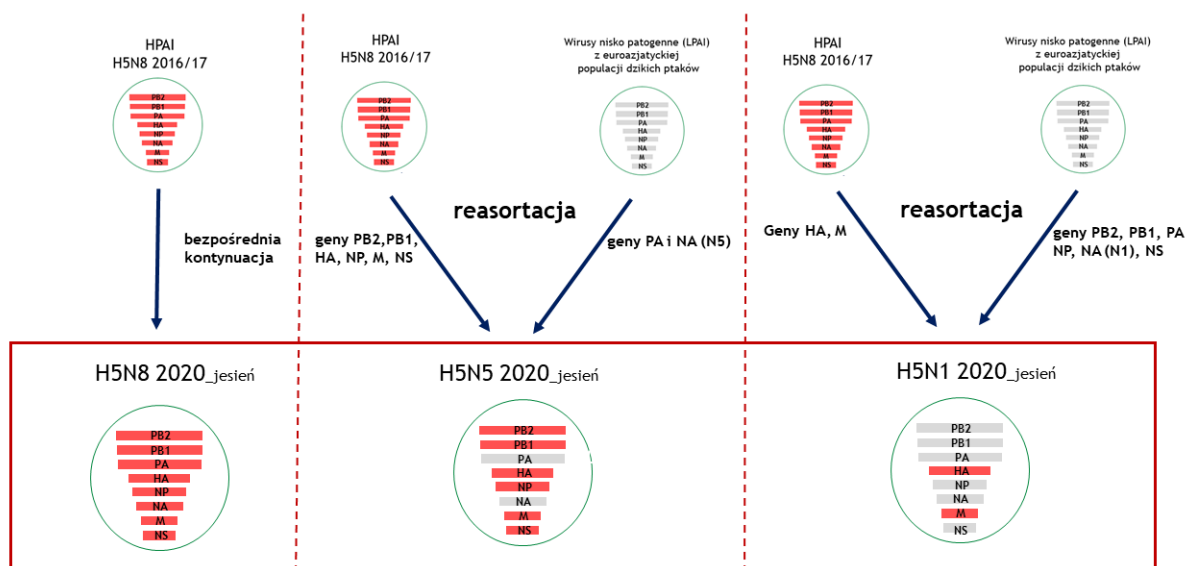 HPAI
H5N8 2016/17
PB2
PB1
PA
HA
NP
NA
M
NS
bezpośrednia
kontynuacja
HPAI
H5N8 2016/17
PB2
PB1
PA
HA
NP
NA
M
NS
Wirusy nisko patogenne (LPAI)
z euroazjatyckiej
populacji dzikich ptaków
PB2
PB1
PA
HA
NP
NA
M
NS
reasortacja
geny PB2,PB1,
HA, NP, M, NS
geny PA i NA (N5)
HPAI
H5N8 2016/17
PB2
PB1
PA
HA
NP
NA
M
NS
Wirusy nisko patogenne (LPAI)
z euroazjatyckiej
populacji dzikich ptaków
PB2
PB1
PA
HA
NP
NA
M
NS
reasortacja
Geny HA, M
geny PB2, PB1, PA
NP, NA (N1), NS
H5N8 2020_jesień
PB2
PB1
PA
HA
NP
NA
M
NS
H5N5 2020_jesień
PB2
PB1
PA
HA
NP
NA
M
NS
H5N1 2020_jesień
PB2
PB1
PA
HA
NP
NA
M
NS